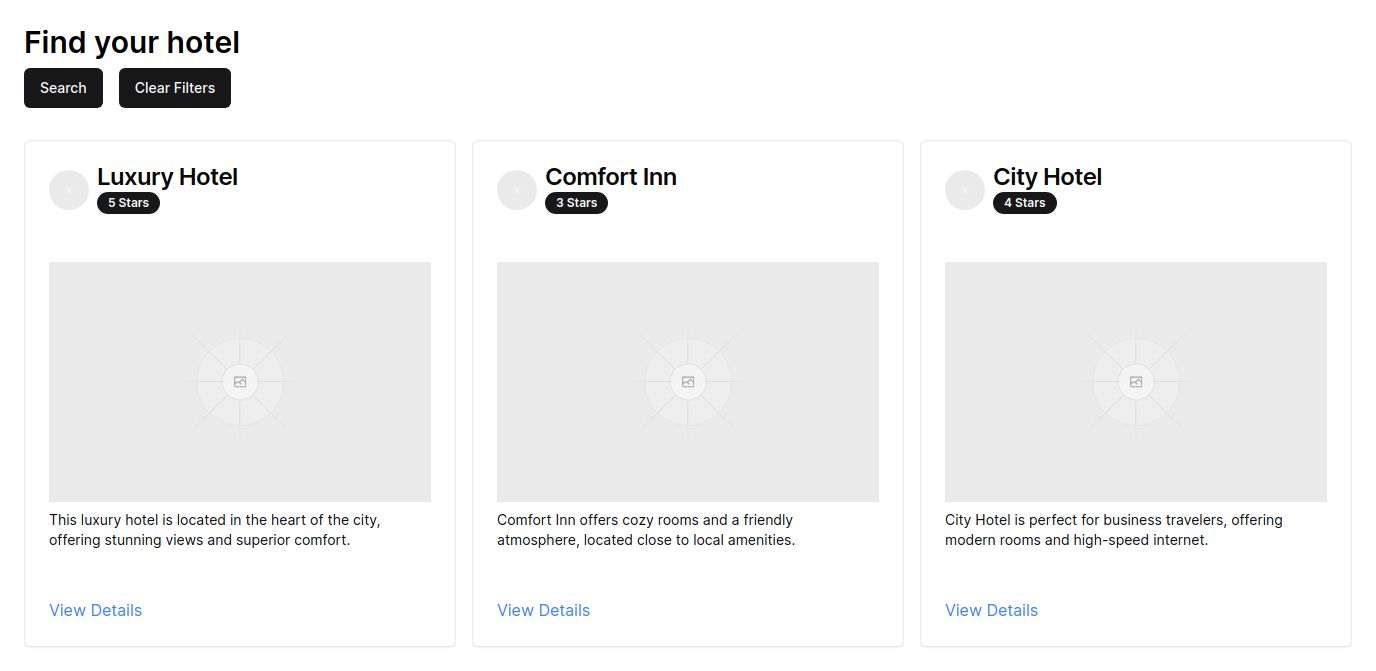 Find your hotel
Search
Clear Filters
Luxury Hotel
5 Stars
This luxury hotel is located in the heart of the city,
offering stunning views and superior comfort.
View Details
Comfort Inn
3 Stars
Comfort Inn offers cozy rooms and a friendly
atmosphere, located close to local amenities.
View Details
City Hotel
4 Stars
City Hotel is perfect for business travelers, offering
modern rooms and high-speed internet.
View Details